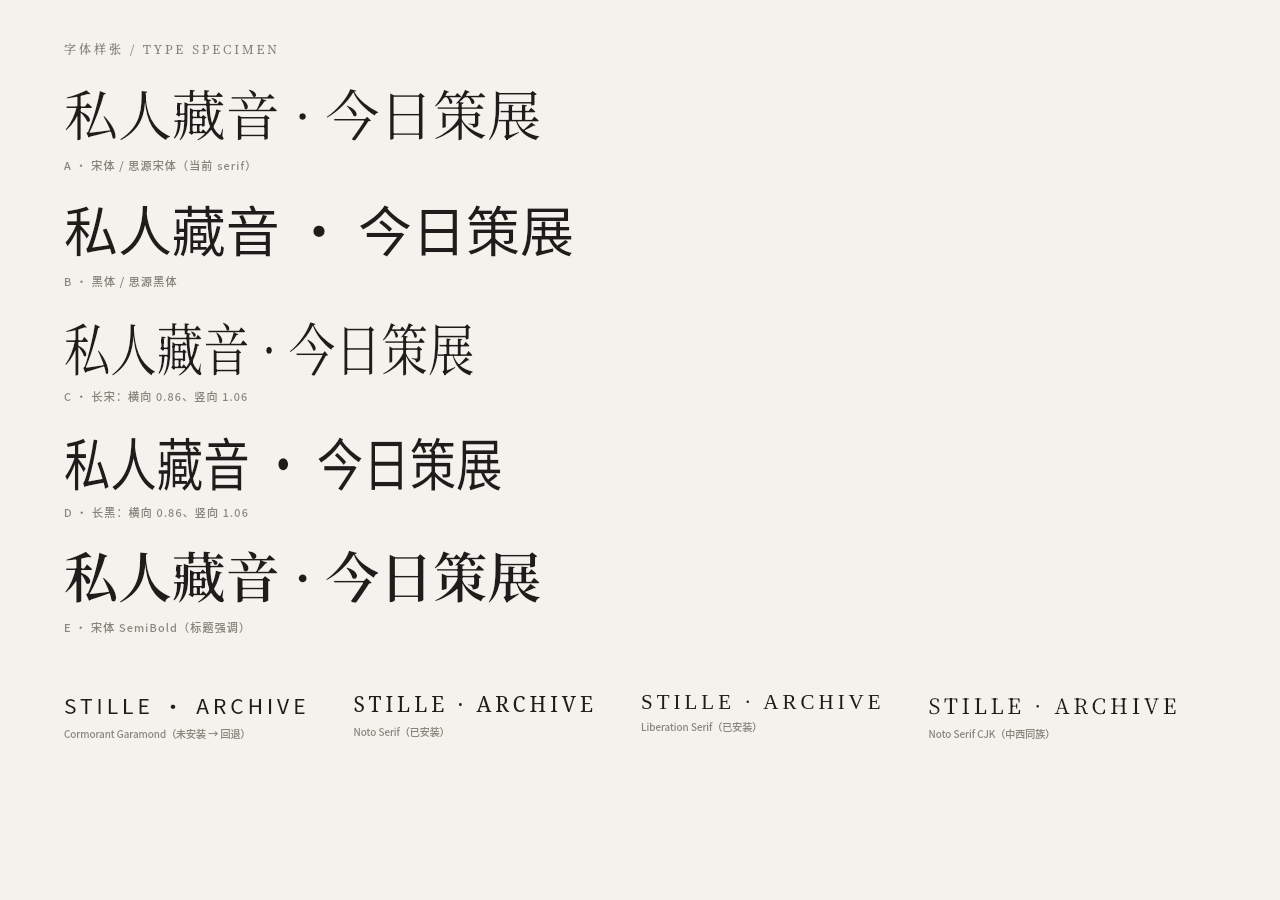 字体样张 / TYPE SPECIMEN
私人藏音 · 今日策展
A · 宋体 / 思源宋体（当前 serif）
私人藏音 · 今日策展
B · 黑体 / 思源黑体
私人藏音 · 今日策展
C · 长宋：横向 0.86、竖向 1.06
私人藏音 · 今日策展
D · 长黑：横向 0.86、竖向 1.06
私人藏音 · 今日策展
E · 宋体 SemiBold（标题强调）
STILLE · ARCHIVE
Cormorant Garamond（未安装 → 回退）
STILLE · ARCHIVE
Noto Serif（已安装）
STILLE · ARCHIVE
Liberation Serif（已安装）
STILLE · ARCHIVE
Noto Serif CJK（中西同族）